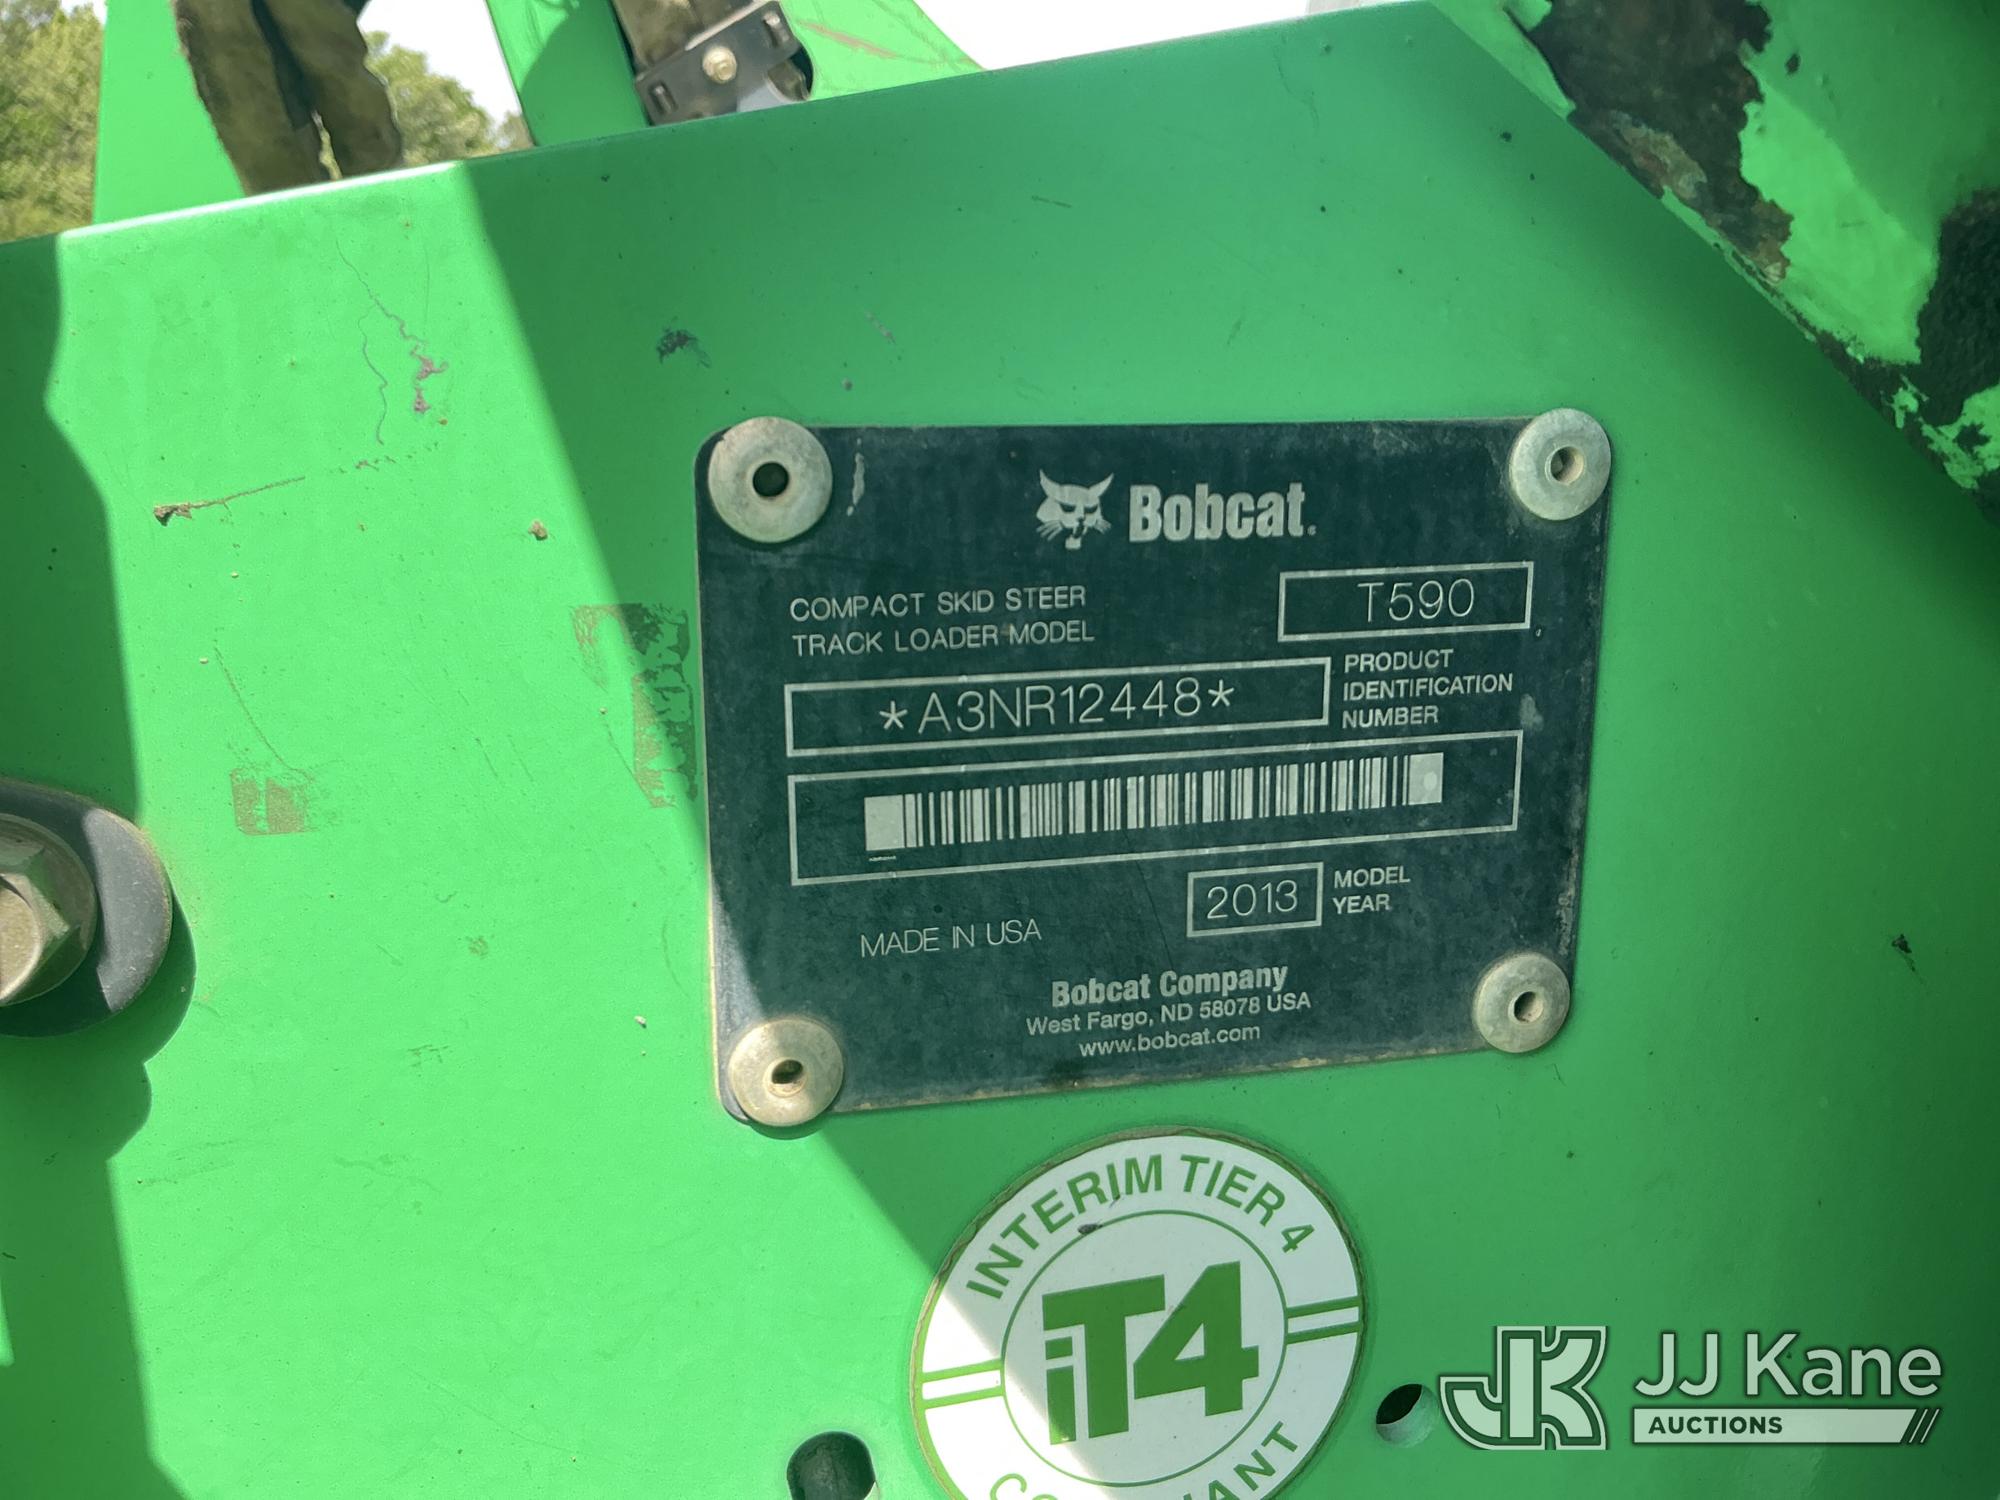 Bobcat.
COMPACT SKID STEER
TRACK LOADER MODEL
T590
*A3NR12448*
PRODUCT
IDENTIFICATION
NUMBER
2013
MODEL
YEAR
MADE IN USA
Bobcat Company
West Fargo, ND 58078 USA
www.bobcat.com
INTERIM TIER 4
iT4
JK
JJ Kane
AUCTIONS